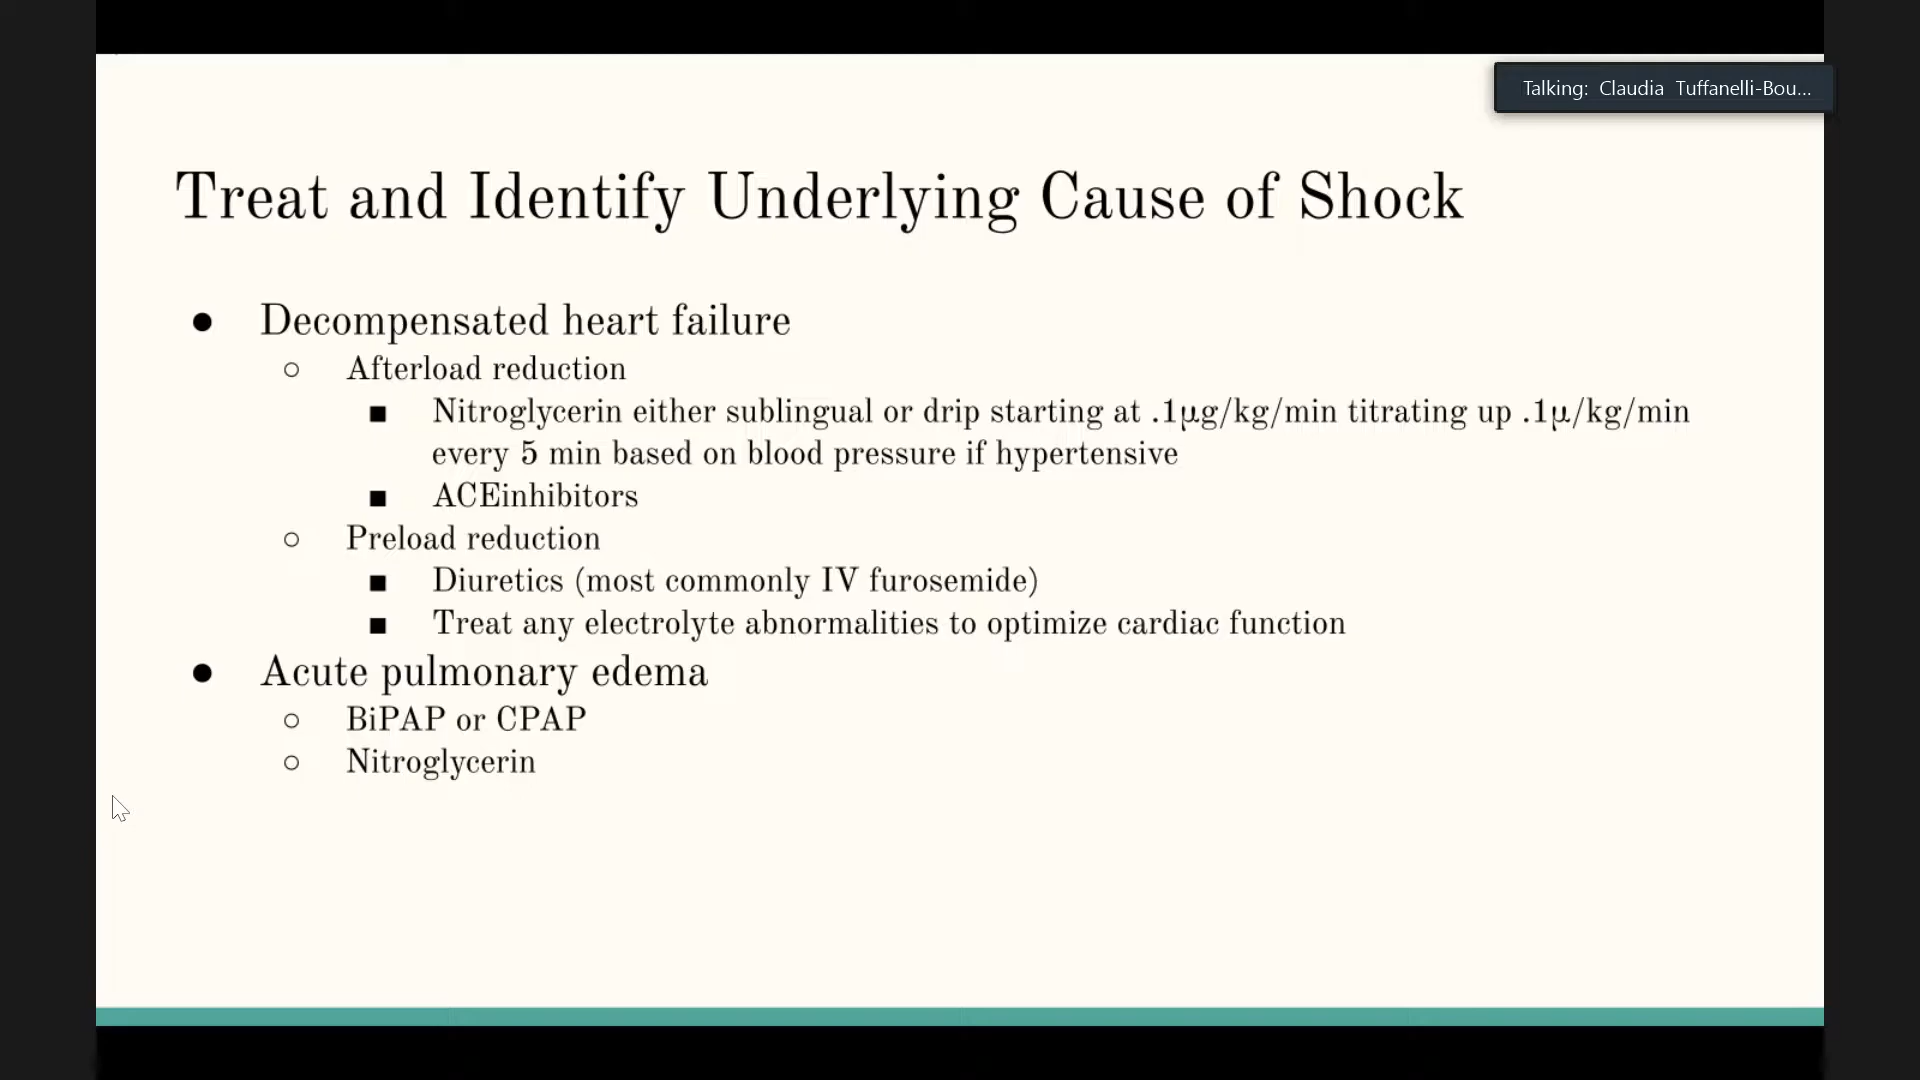 Talking: Claudia Tuffanelli-Bou...
Treat and Identify Underlying Cause of Shock
● Decompensated heart failure
○ Afterload reduction
■ Nitroglycerin either sublingual or drip starting at .1µg/kg/min titrating up .1µ/kg/min
every 5 min based on blood pressure if hypertensive
■ ACEinhibitors
○ Preload reduction
■ Diuretics (most commonly IV furosemide)
■ Treat any electrolyte abnormalities to optimize cardiac function
● Acute pulmonary edema
○ BiPAP or CPAP
○ Nitroglycerin